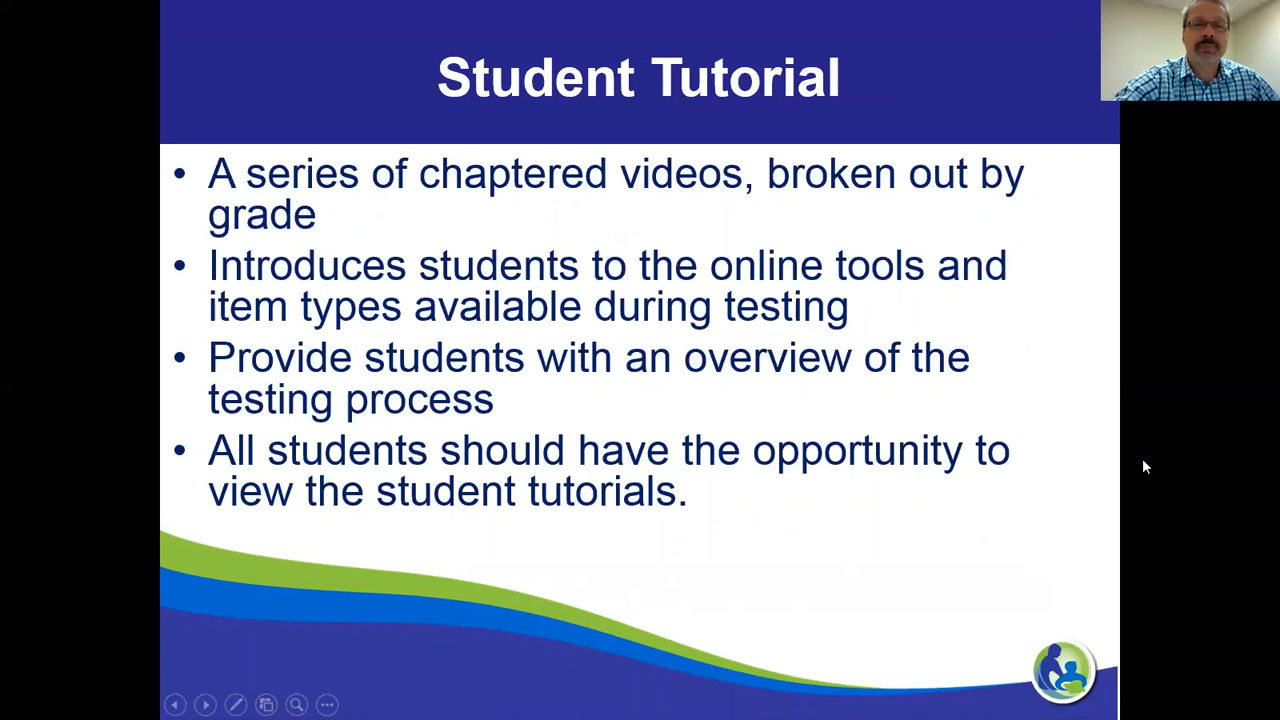 Student Tutorial
• A series of chaptered videos, broken out by
grade
• Introduces students to the online tools and
item types available during testing
• Provide students with an overview of the
testing process
• All students should have the opportunity to
view the student tutorials.